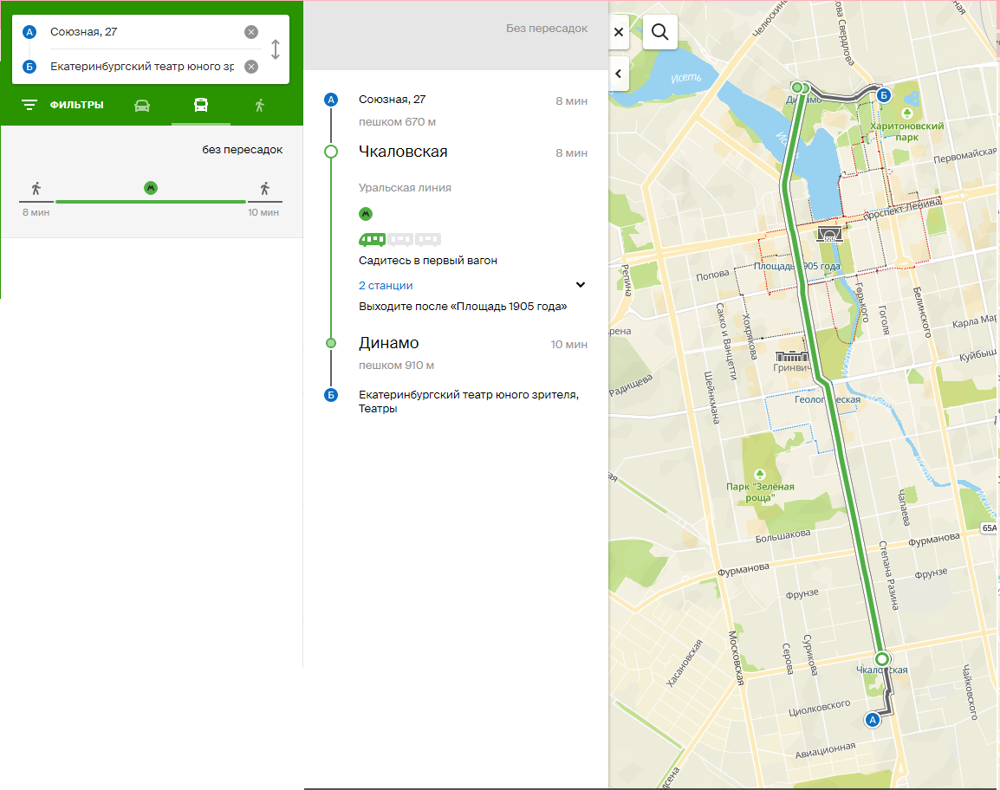 А
Союзная, 27
Б
Екатеринбургский театр юного зр
ФИЛЬТРЫ
без пересадок
8 мин
10 мин
Без пересадок
А
Союзная, 27
8 мин
пешком 670 м
Чкаловская
8 мин
Уральская линия
Садитесь в первый вагон
2 станции
Выходите после «Площадь 1905 года»
Динамо
10 мин
пешком 910 м
Б
Екатеринбургский театр юного зрителя,
Театры
Исеть
Динамо
Б
Харитоновский
парк
Первомайская
проспект Ленина
Площадь 1905 года
Попова
Репина
Горького
Гоголя
Белинского
Карла Мар
Куйбыш
Сакко и Ванцетти
Хохрякова
Гринвич
Шейнкмана
Радищева
Исеть
Геологическая
Исеть
Исеть
Исеть
Парк "Зелёная
роща"
Чапаева
65А
Большакова
Фурманова
Фурманова
Степана Разина
Фрунзе
Фрунзе
Московская
Серова
Сурикова
Хасановская
Чкаловская
Чайковского
Циолковского
А
Авиационная